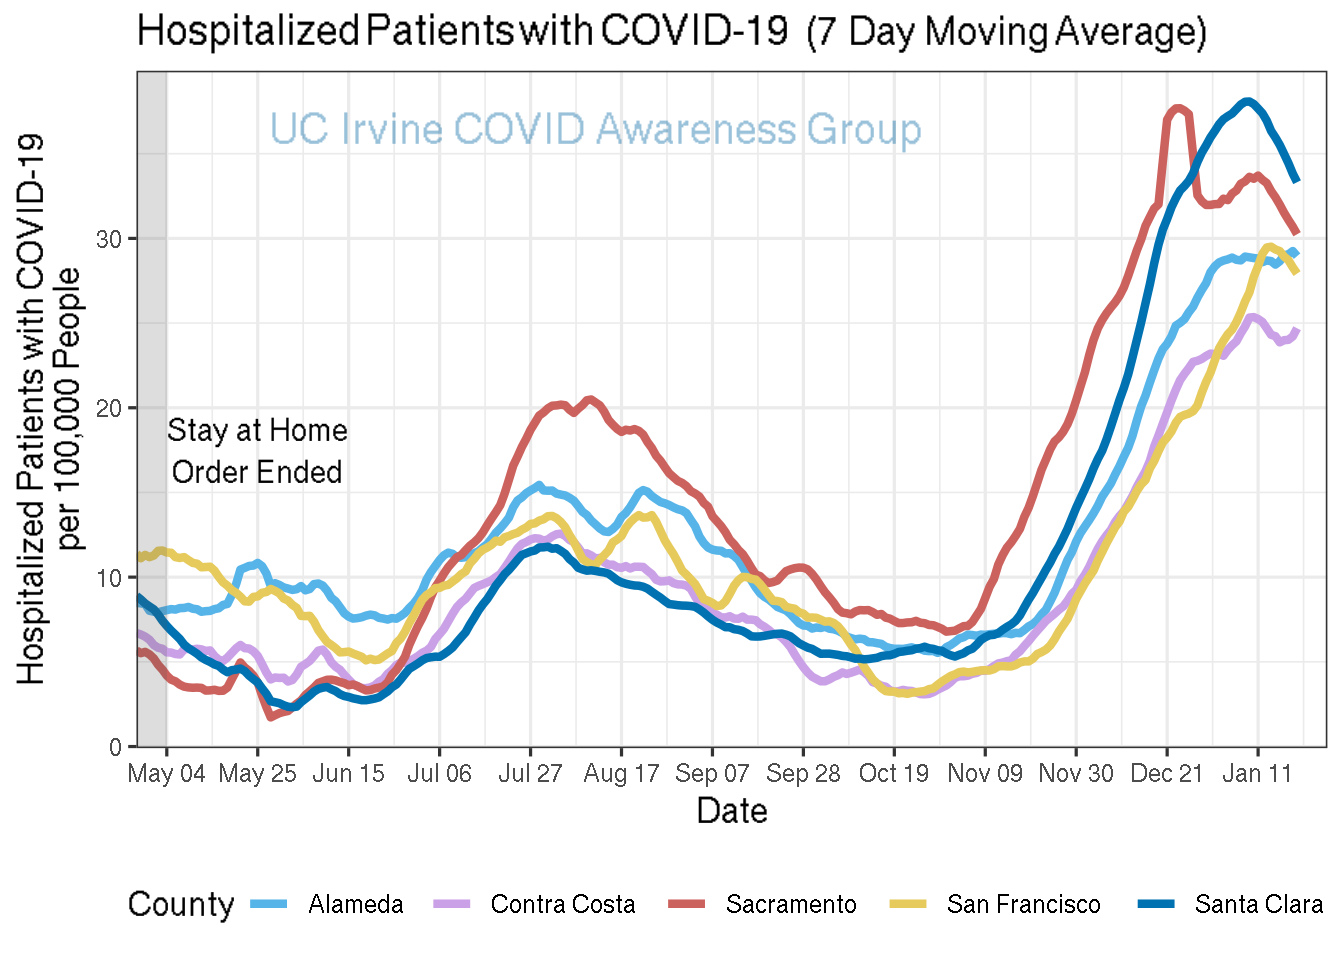 Hospitalized Patients with COVID-19 (7 Day Moving Average)
UC Irvine COVID Awareness Group
Hospitalized Patients with COVID-19
per 100,000 People
30
20
10
0
Stay at Home
Order Ended
May 04 May 25 Jun 15 Jul 06 Jul 27 Aug 17 Sep 07 Sep 28 Oct 19 Nov 09 Nov 30 Dec 21 Jan 11
Date
County Alameda Contra Costa Sacramento San Francisco Santa Clara